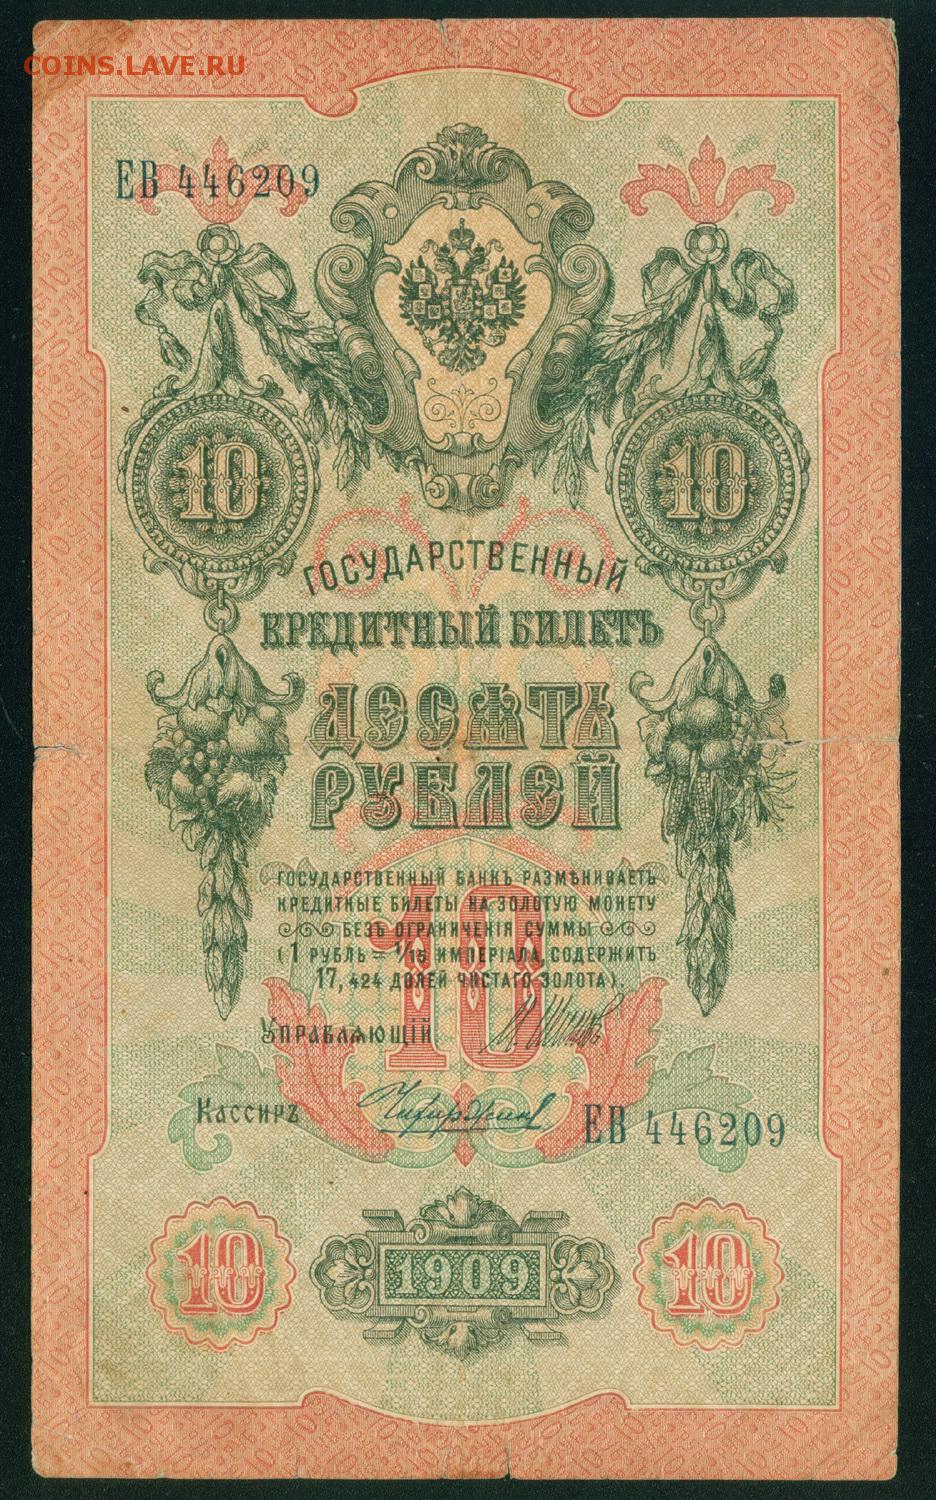 COINS.LAVE.RU
ЕВ 446209
10 10
ГОСУДАРСТВЕННЫЙ
КРЕДИТНЫЙ БИЛЕТЪ
ДЕСЯТЬ
РУБЛЕЙ
ГОСУДАРСТВЕННЫЙ БАНКЪ РАЗМѢНИВАЕТЪ
КРЕДИТНЫЕ БИЛЕТЫ НА ЗОЛОТУЮ МОНЕТУ
БЕЗЪ ОГРАНИЧЕНІЯ СУММЫ
(1 РУБЛЬ = 1/15 ИМПЕРІАЛА, СОДЕРЖИТЪ
17,424 ДОЛЕЙ ЧИСТАГО ЗОЛОТА).
10
УПРАВЛЯЮЩІЙ
КАССИРЪ
ЕВ 446209
10 1909 10